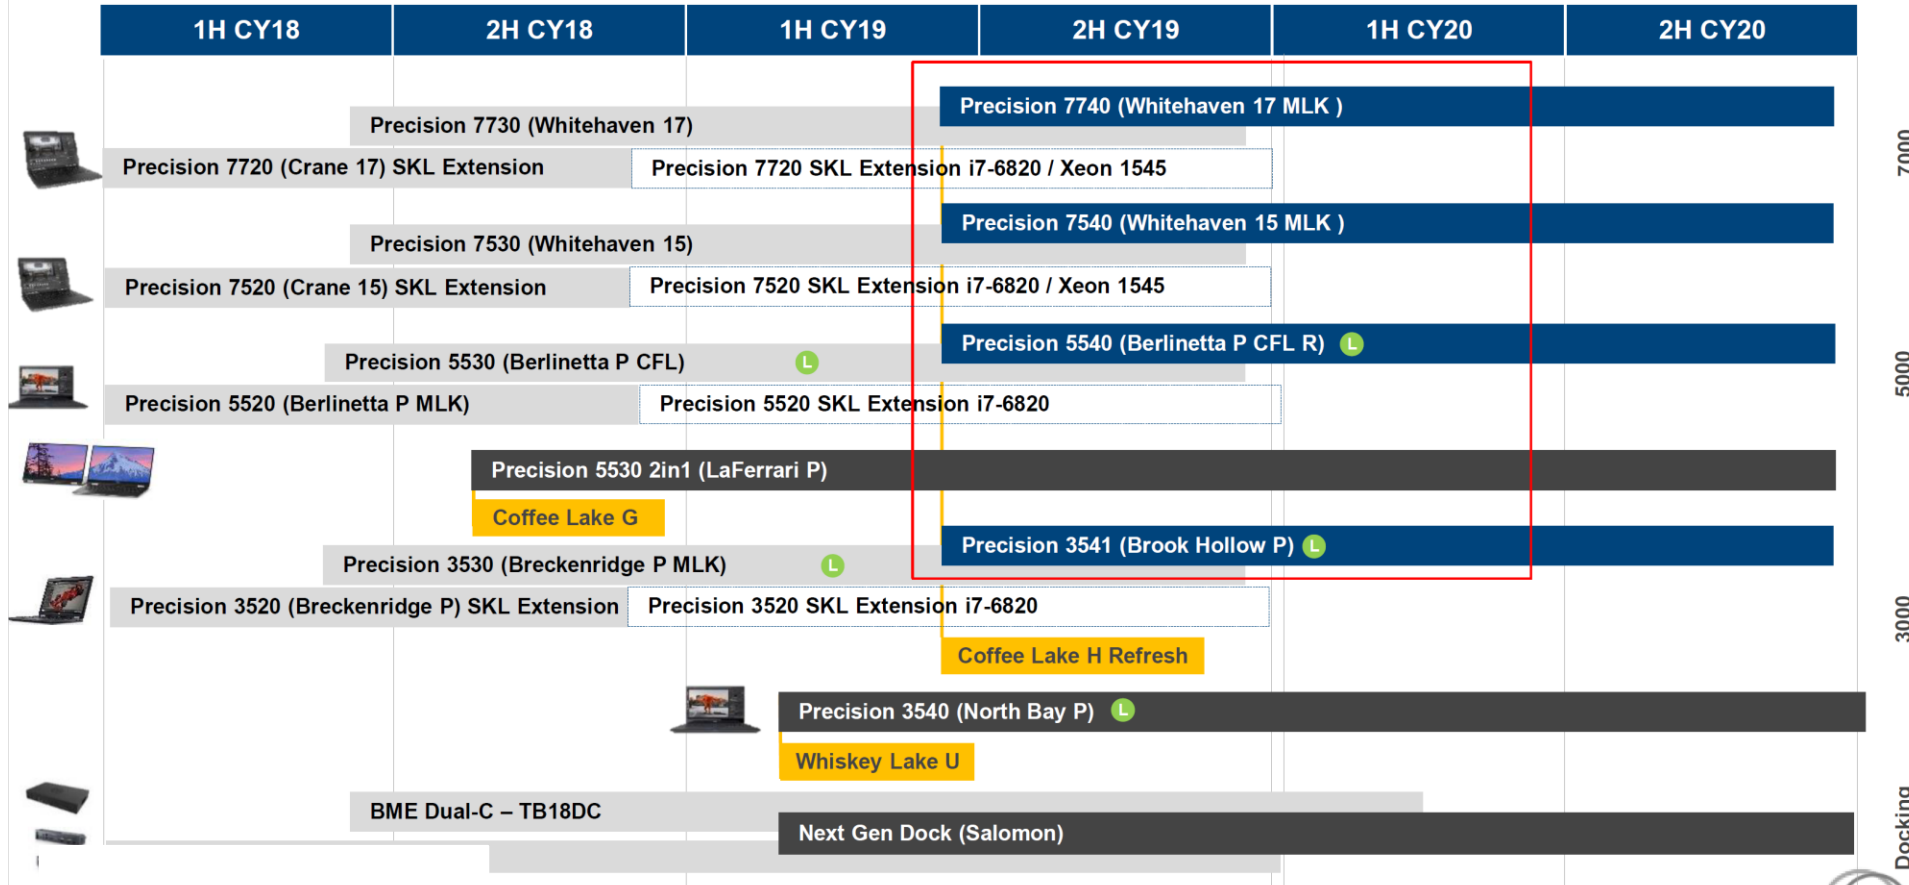 1H CY18
2H CY18
1H CY19
2H CY19
1H CY20
2H CY20
Precision 7740 (Whitehaven 17 MLK )
Precision 7730 (Whitehaven 17)
Precision 7720 (Crane 17) SKL Extension
Precision 7720 SKL Extension i7-6820 / Xeon 1545
7000
Precision 7540 (Whitehaven 15 MLK )
Precision 7530 (Whitehaven 15)
Precision 7520 (Crane 15) SKL Extension
Precision 7520 SKL Extension i7-6820 / Xeon 1545
Precision 5540 (Berlinetta P CFL R) L
Precision 5530 (Berlinetta P CFL) L
5000
Precision 5520 (Berlinetta P MLK)
Precision 5520 SKL Extension i7-6820
Precision 5530 2in1 (LaFerrari P)
Coffee Lake G
Precision 3541 (Brook Hollow P) L
Precision 3530 (Breckenridge P MLK) L
Precision 3520 (Breckenridge P) SKL Extension
Precision 3520 SKL Extension i7-6820
3000
Coffee Lake H Refresh
Precision 3540 (North Bay P) L
Whiskey Lake U
BME Dual-C – TB18DC
Next Gen Dock (Salomon)
Docking